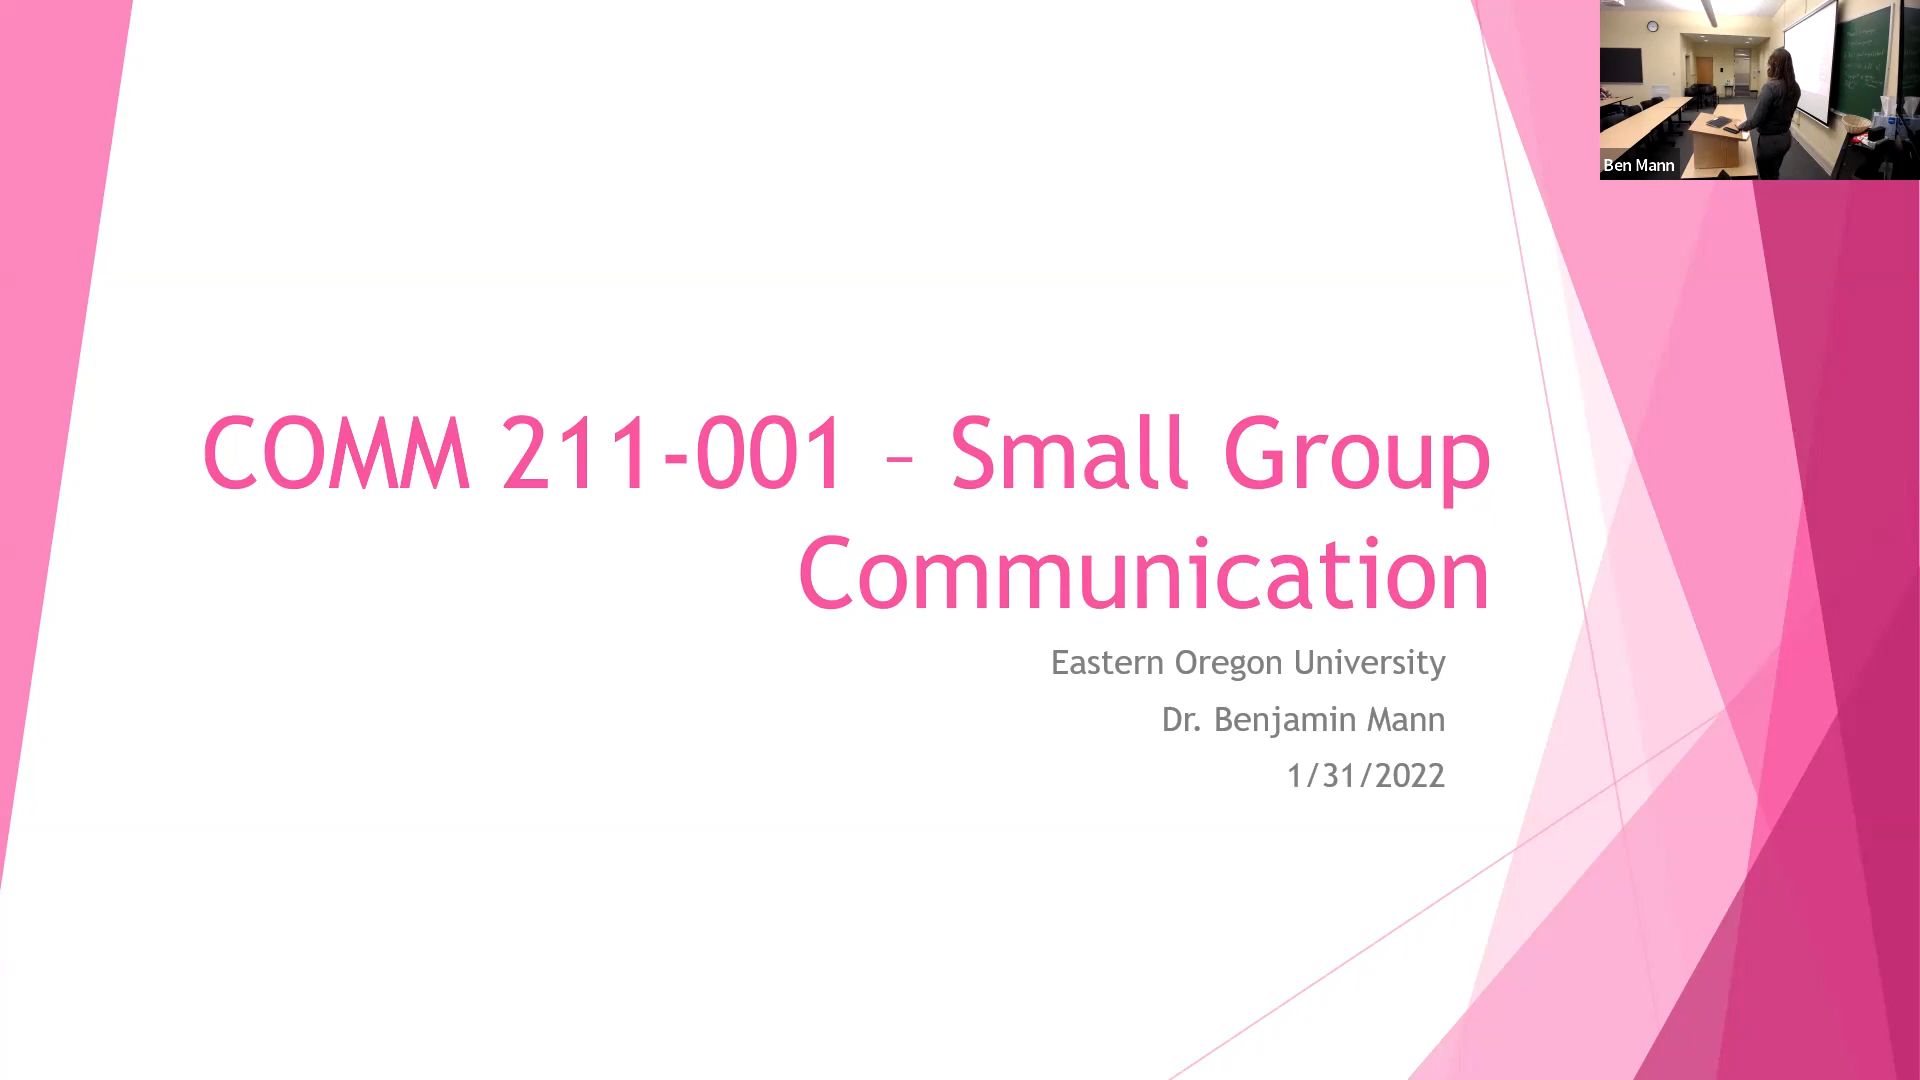 COMM 211-001 – Small Group
Communication
Eastern Oregon University
Dr. Benjamin Mann
1/31/2022
Ben Mann